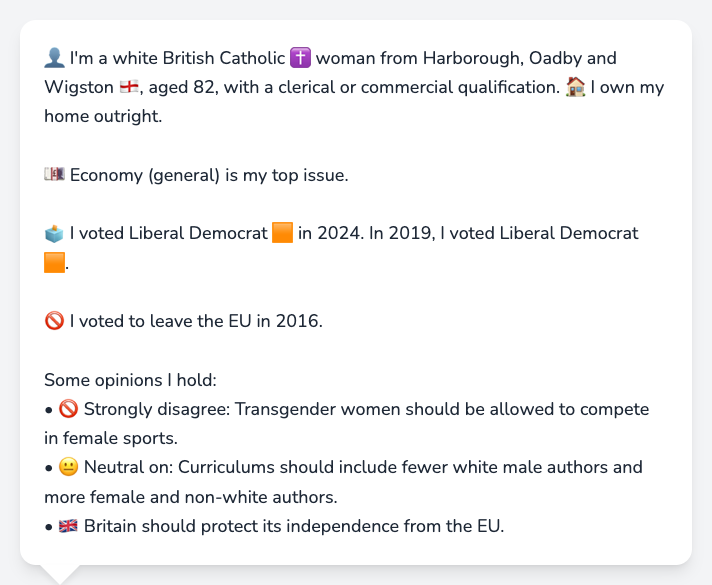 👤 I'm a white British Catholic ✝️ woman from Harborough, Oadby and
Wigston 🏴󠁧󠁢󠁥󠁮󠁧󠁿, aged 82, with a clerical or commercial qualification. 🏠 I own my
home outright.
💷 Economy (general) is my top issue.
🗳️ I voted Liberal Democrat 🟧 in 2024. In 2019, I voted Liberal Democrat
🟧.
🚫 I voted to leave the EU in 2016.
Some opinions I hold:
• 🚫 Strongly disagree: Transgender women should be allowed to compete
in female sports.
• 😐 Neutral on: Curriculums should include fewer white male authors and
more female and non-white authors.
• 🇬🇧 Britain should protect its independence from the EU.